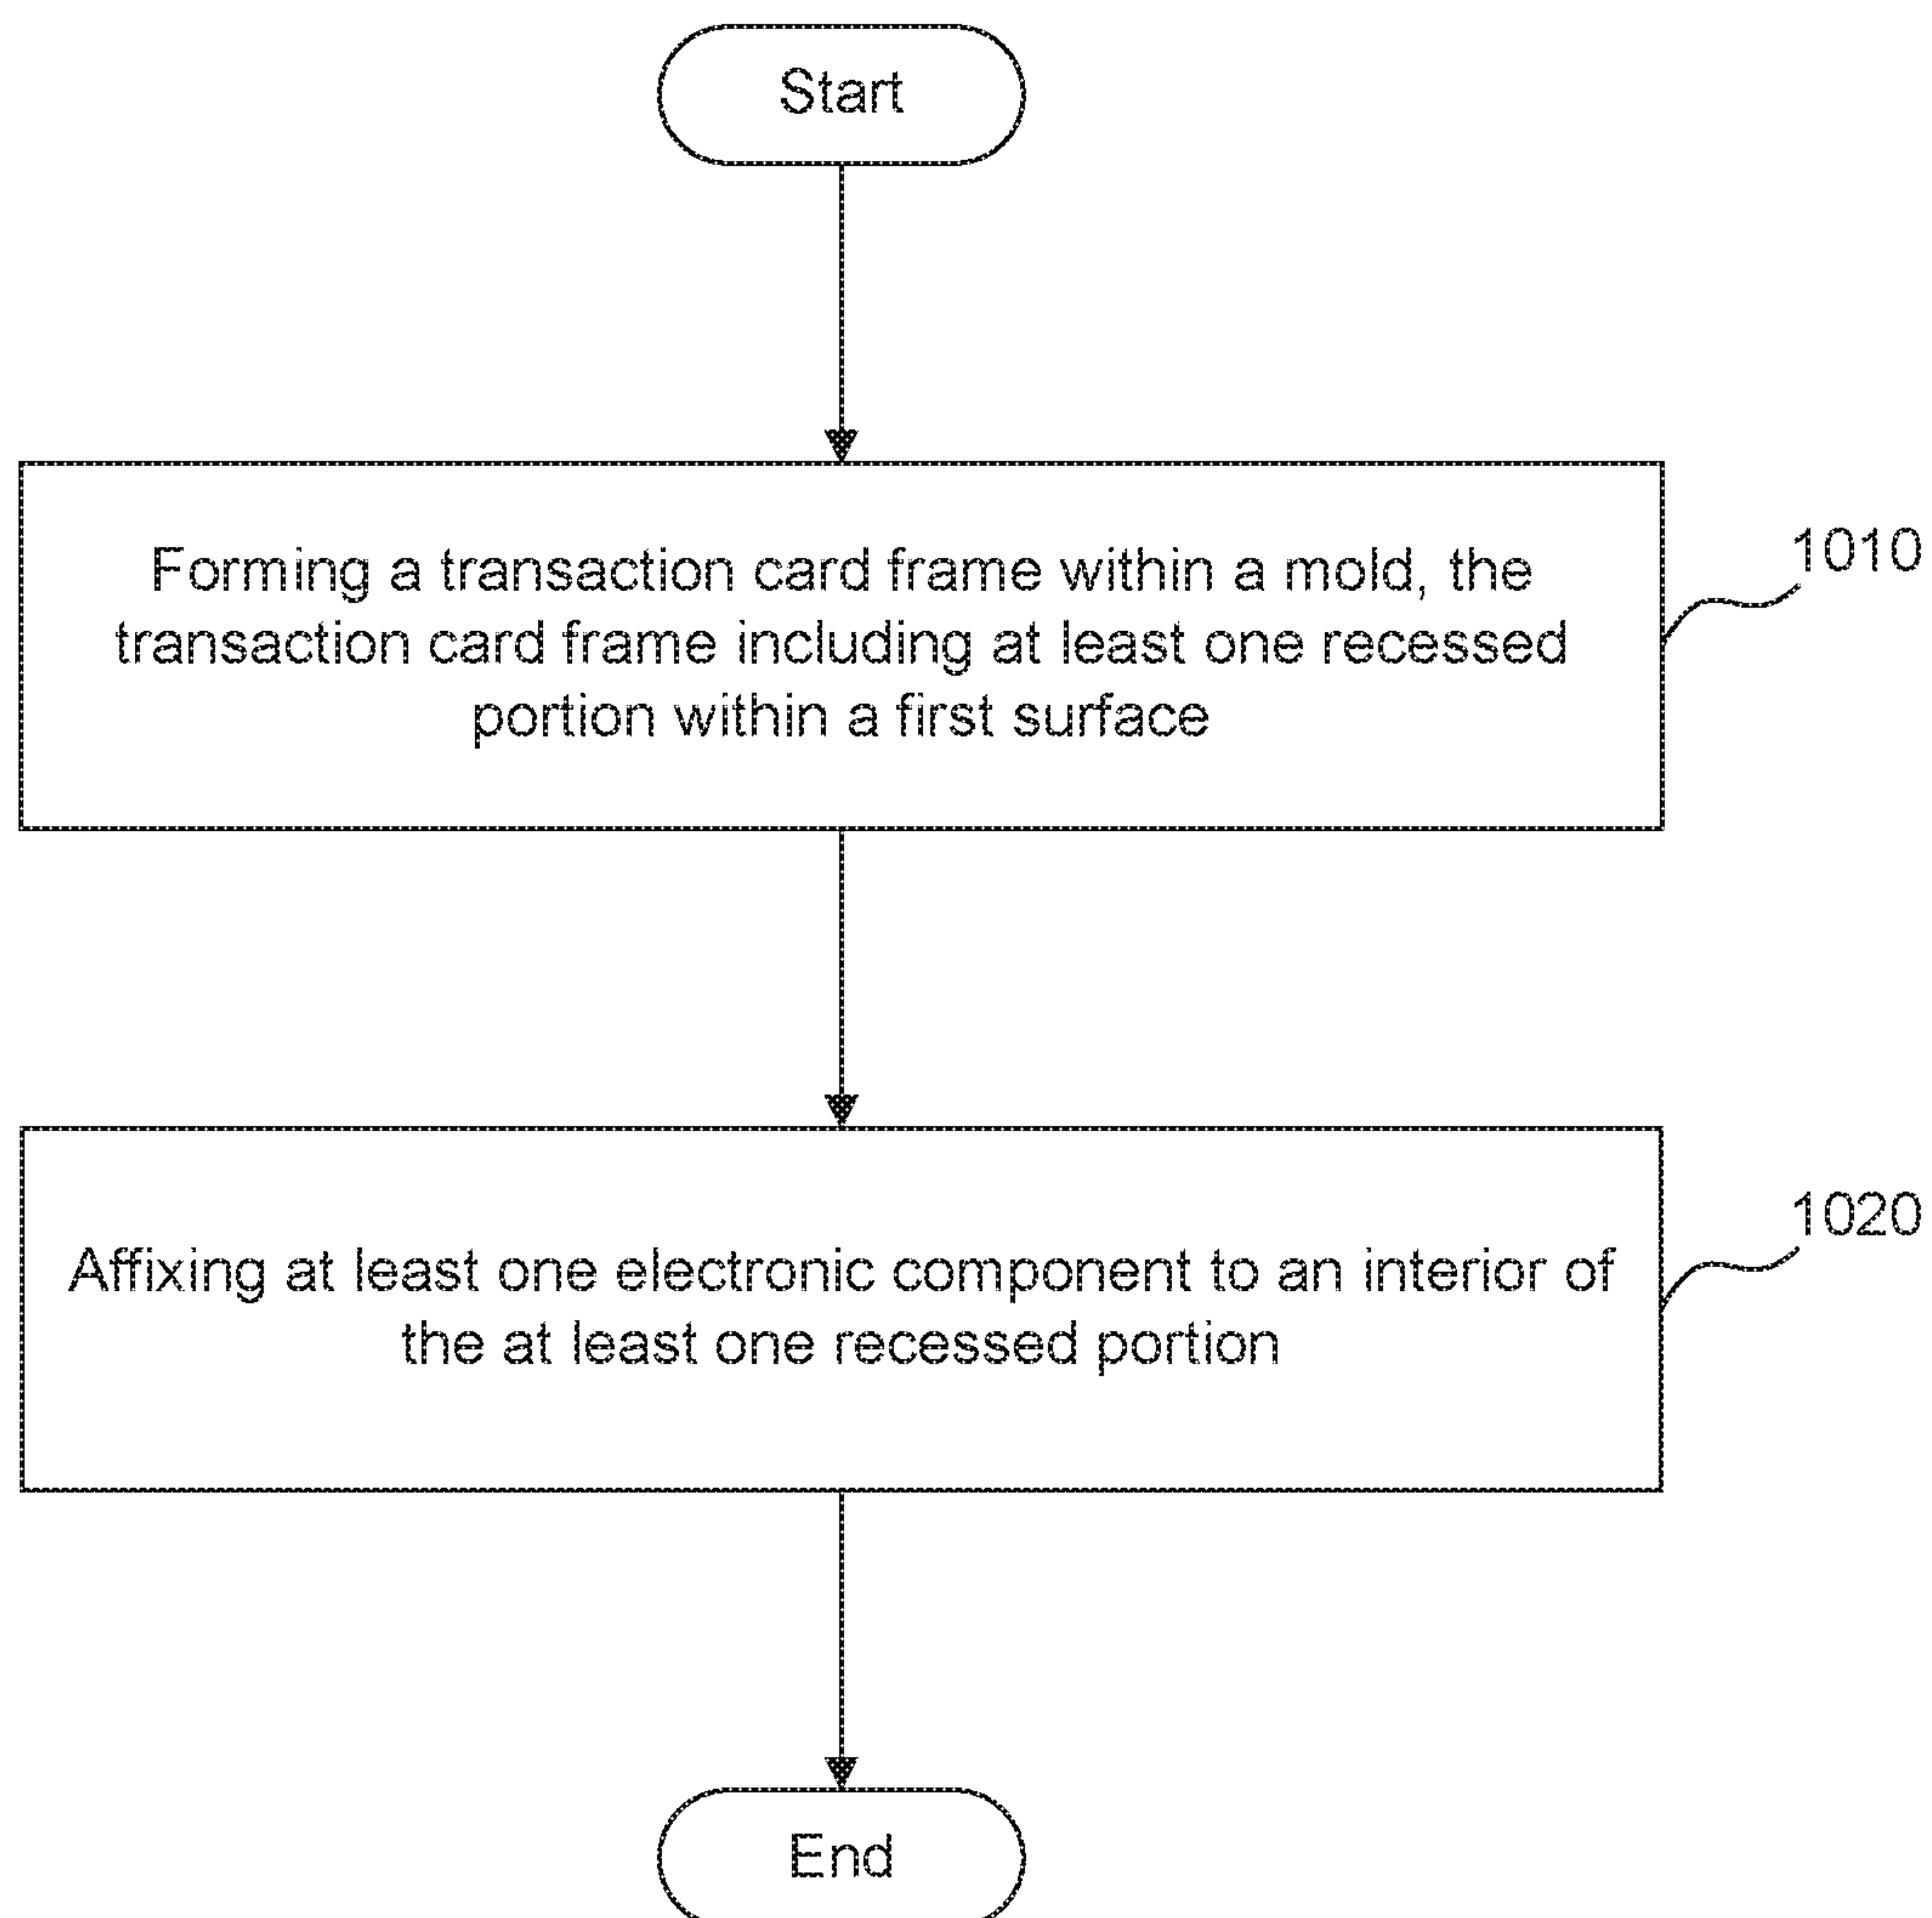 Start
Forming a transaction card frame within a mold, the
transaction card frame including at least one recessed
portion within a first surface
1010
Affixing at least one electronic component to an interior of
the at least one recessed portion
1020
End